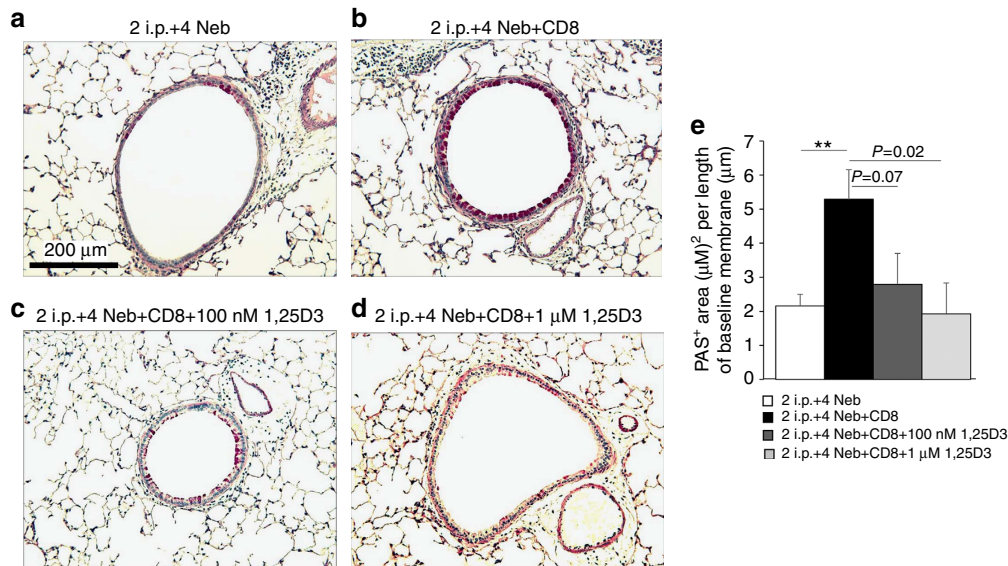 a
2 i.p.+4 Neb
200 μm
b
2 i.p.+4 Neb+CD8
c
2 i.p.+4 Neb+CD8+100 nM 1,25D3
d
2 i.p.+4 Neb+CD8+1 μM 1,25D3
e
PAS⁺ area (μM)² per length
of baseline membrane (μm)
7
6
5
4
3
2
1
0
**
P=0.02
P=0.07
2 i.p.+4 Neb
2 i.p.+4 Neb+CD8
2 i.p.+4 Neb+CD8+100 nM 1,25D3
2 i.p.+4 Neb+CD8+1 μM 1,25D3